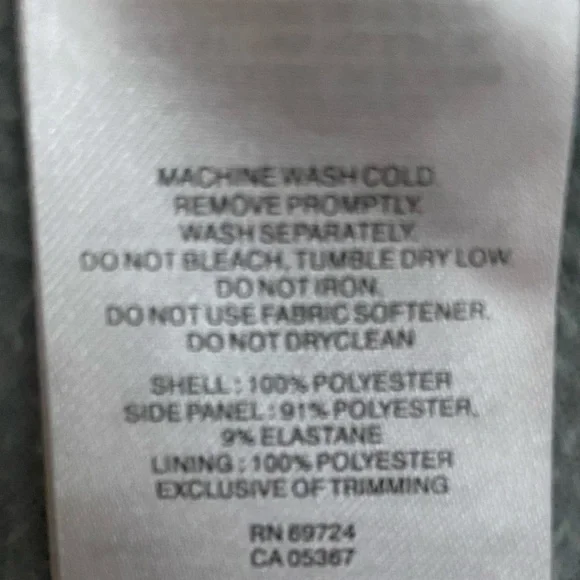 MACHINE WASH COLD.
REMOVE PROMPTLY.
WASH SEPARATELY.
DO NOT BLEACH. TUMBLE DRY LOW
DO NOT IRON.
DO NOT USE FABRIC SOFTENER.
DO NOT DRYCLEAN
SHELL : 100% POLYESTER
SIDE PANEL : 91% POLYESTER,
9% ELASTANE
LINING : 100% POLYESTER
EXCLUSIVE OF TRIMMING
RN 69724
CA 05367